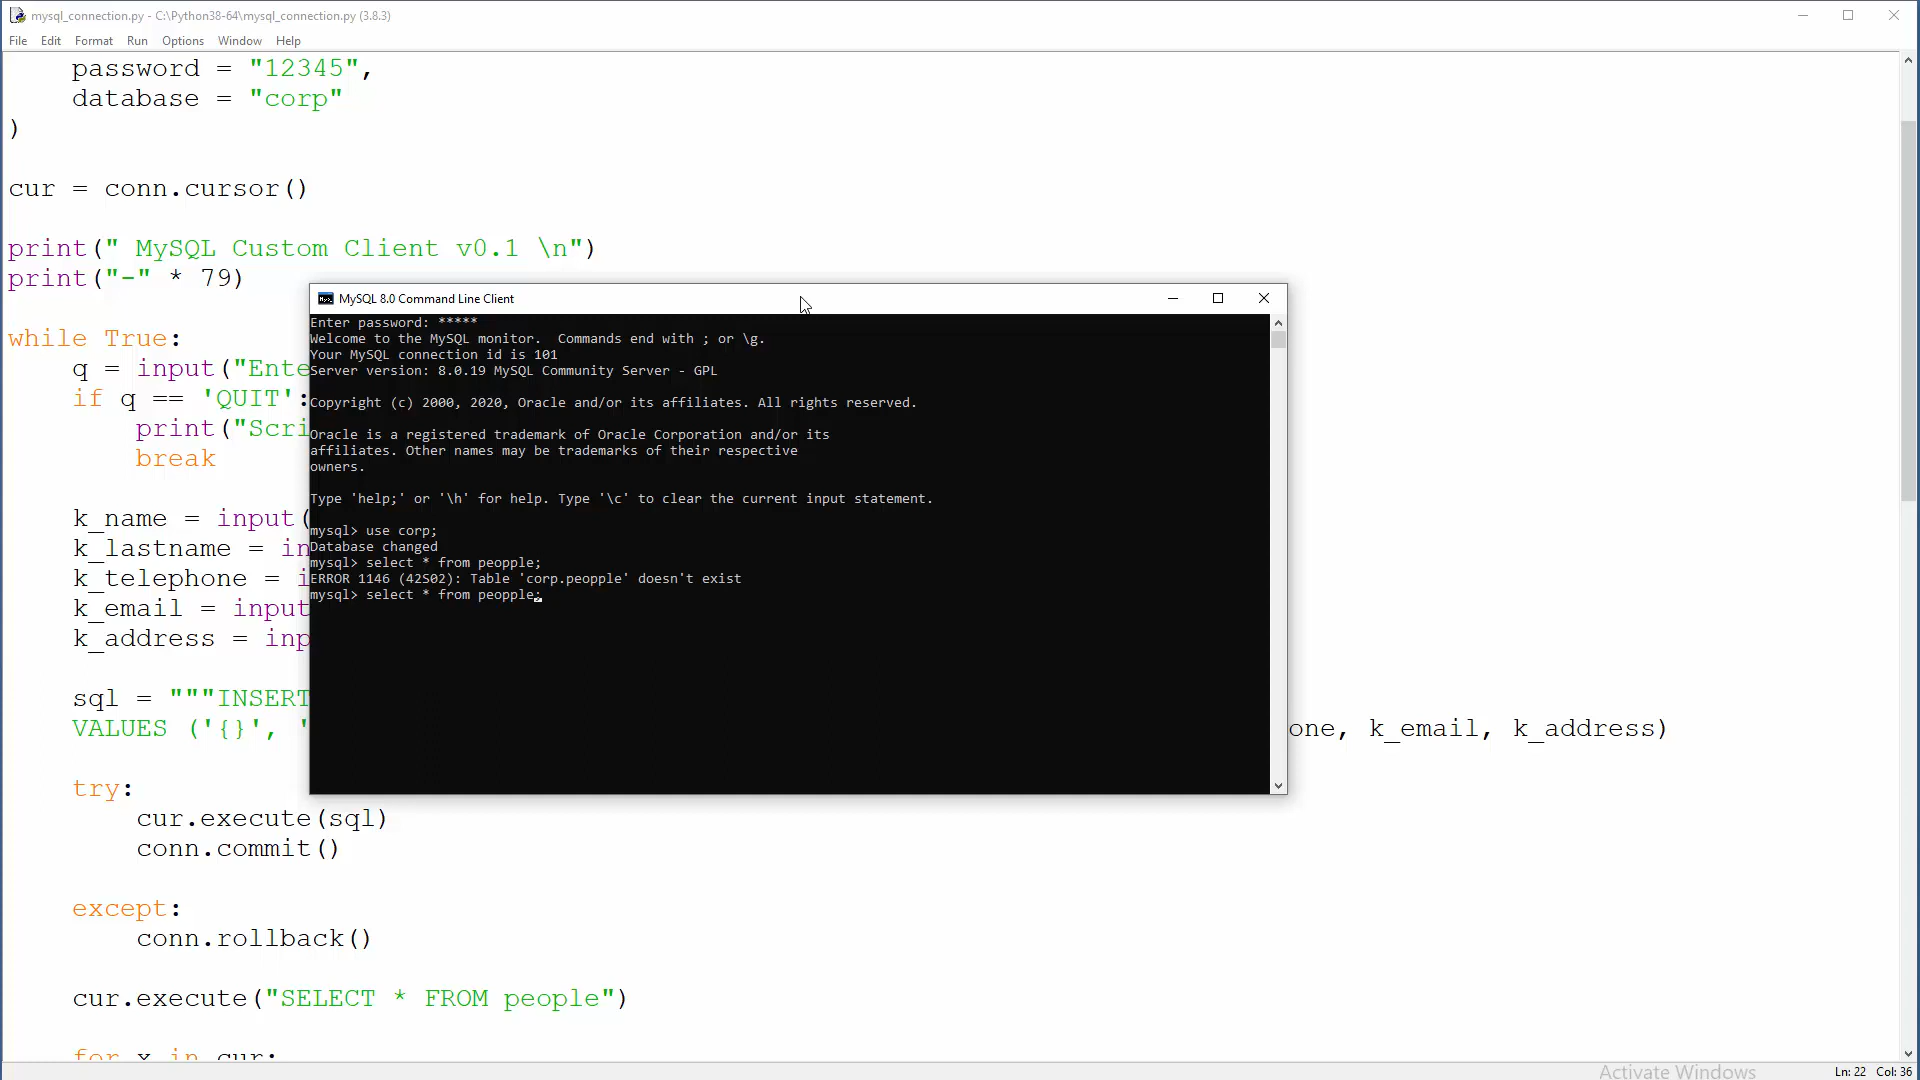 mysql_connection.py - C:\Python38-64\mysql_connection.py (3.8.3)
File Edit Format Run Options Window Help
password = "12345",
database = "corp"
)
cur = conn.cursor()
print(" MySQL Custom Client v0.1 \n")
print("-" * 79)
while True:
q = input("Ente
if q == 'QUIT':
print("Scri
break
k_name = input(
k_lastname = in
k_telephone = i
k_email = input
k_address = inp
sql = """INSERT
VALUES ('{}', '
one, k_email, k_address)
try:
cur.execute(sql)
conn.commit()
except:
conn.rollback()
cur.execute("SELECT * FROM people")
for x in cur:
MySQL 8.0 Command Line Client
Enter password: *****
Welcome to the MySQL monitor.  Commands end with ; or \g.
Your MySQL connection id is 101
Server version: 8.0.19 MySQL Community Server - GPL
Copyright (c) 2000, 2020, Oracle and/or its affiliates. All rights reserved.
Oracle is a registered trademark of Oracle Corporation and/or its
affiliates. Other names may be trademarks of their respective
owners.
Type 'help;' or '\h' for help. Type '\c' to clear the current input statement.
mysql> use corp;
Database changed
mysql> select * from peopple;
ERROR 1146 (42S02): Table 'corp.peopple' doesn't exist
mysql> select * from peopple;
Activate Windows
Ln: 22 Col: 36